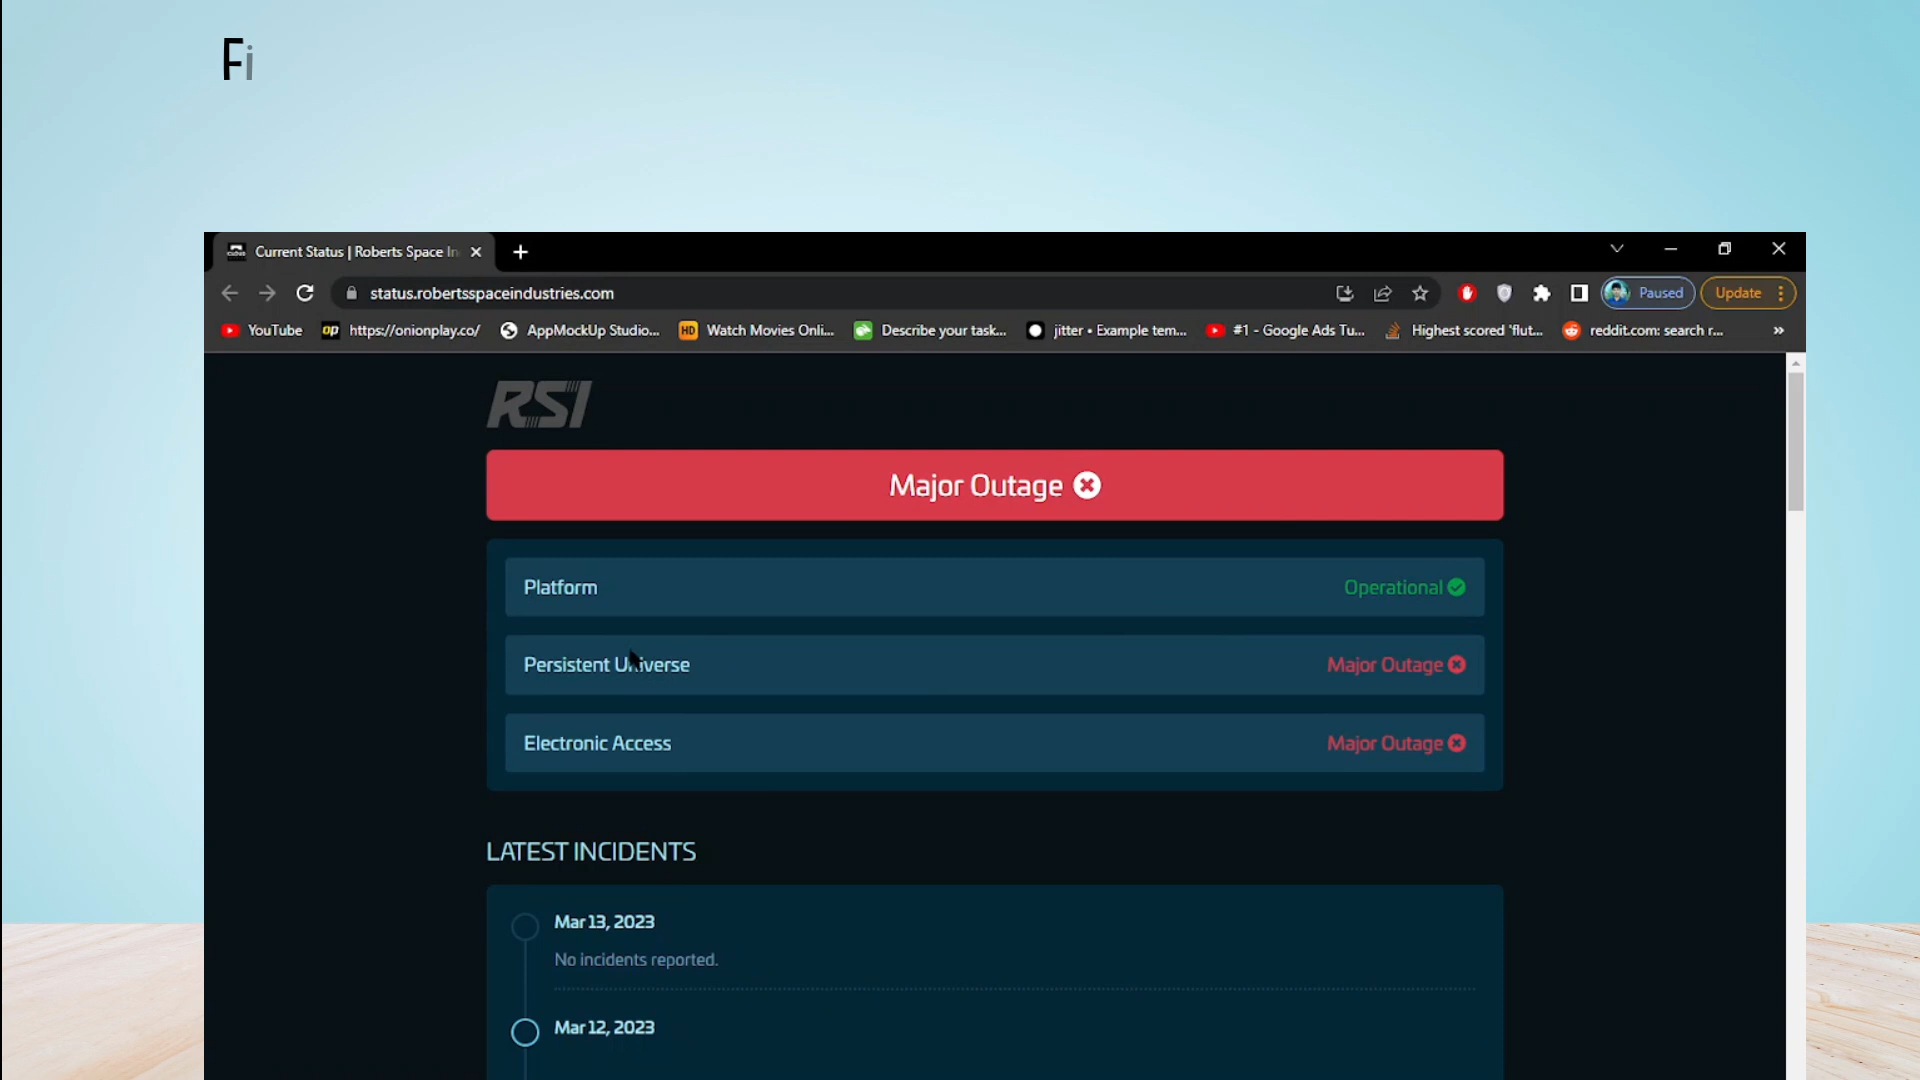 Fi
Current Status | Roberts Space In
status.robertsspaceindustries.com
Paused
Update
YouTube
op https://onionplay.co/
AppMockUp Studio...
HD Watch Movies Onli...
Describe your task...
jitter • Example tem...
#1 - Google Ads Tu...
Highest scored 'flut...
reddit.com: search r...
»
RSI
Major Outage
Platform Operational
Persistent Universe Major Outage
Electronic Access Major Outage
LATEST INCIDENTS
Mar 13, 2023
No incidents reported.
Mar 12, 2023